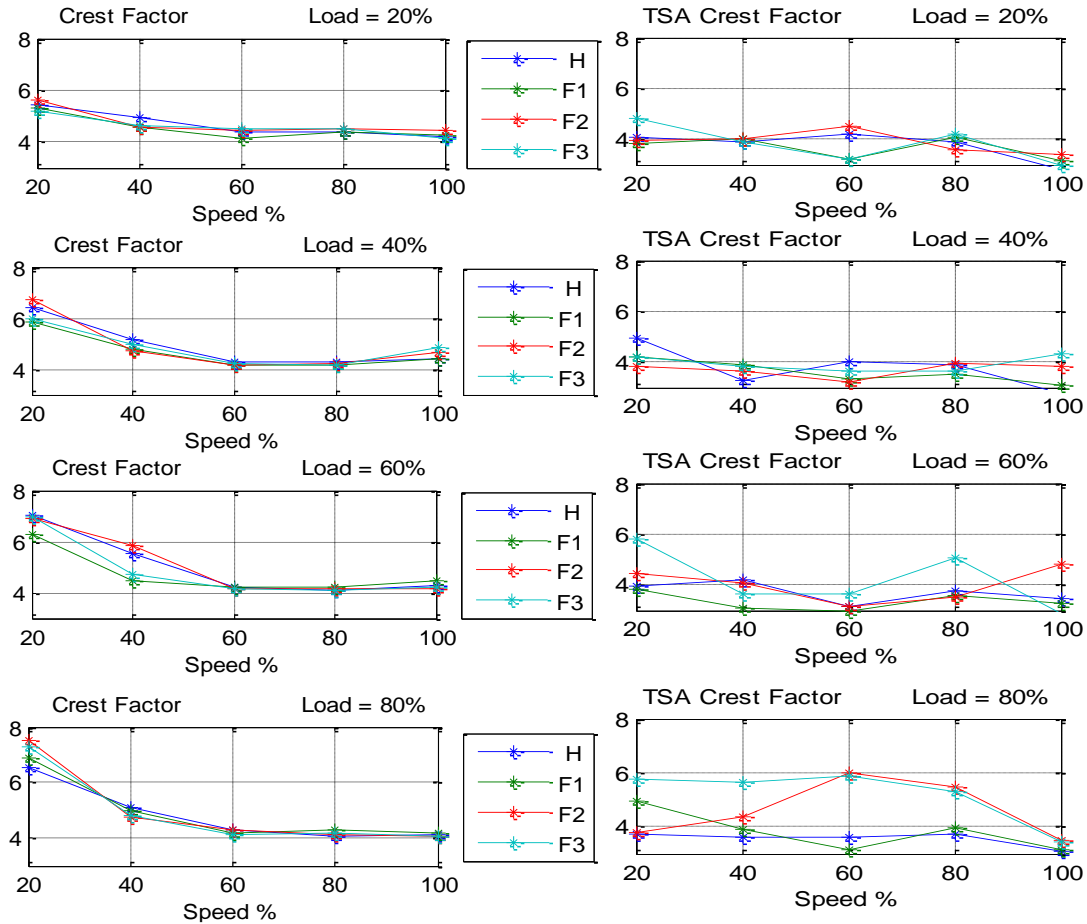 Crest Factor Load = 20%
8
6
4
20 40 60 80 100
Speed %
H
F1
F2
F3
TSA Crest Factor Load = 20%
8
6
4
20 40 60 80 100
Speed %
Crest Factor Load = 40%
8
6
4
20 40 60 80 100
Speed %
H
F1
F2
F3
TSA Crest Factor Load = 40%
8
6
4
20 40 60 80 100
Speed %
Crest Factor Load = 60%
8
6
4
20 40 60 80 100
Speed %
H
F1
F2
F3
TSA Crest Factor Load = 60%
8
6
4
20 40 60 80 100
Speed %
Crest Factor Load = 80%
8
6
4
20 40 60 80 100
Speed %
H
F1
F2
F3
TSA Crest Factor Load = 80%
8
6
4
20 40 60 80 100
Speed %